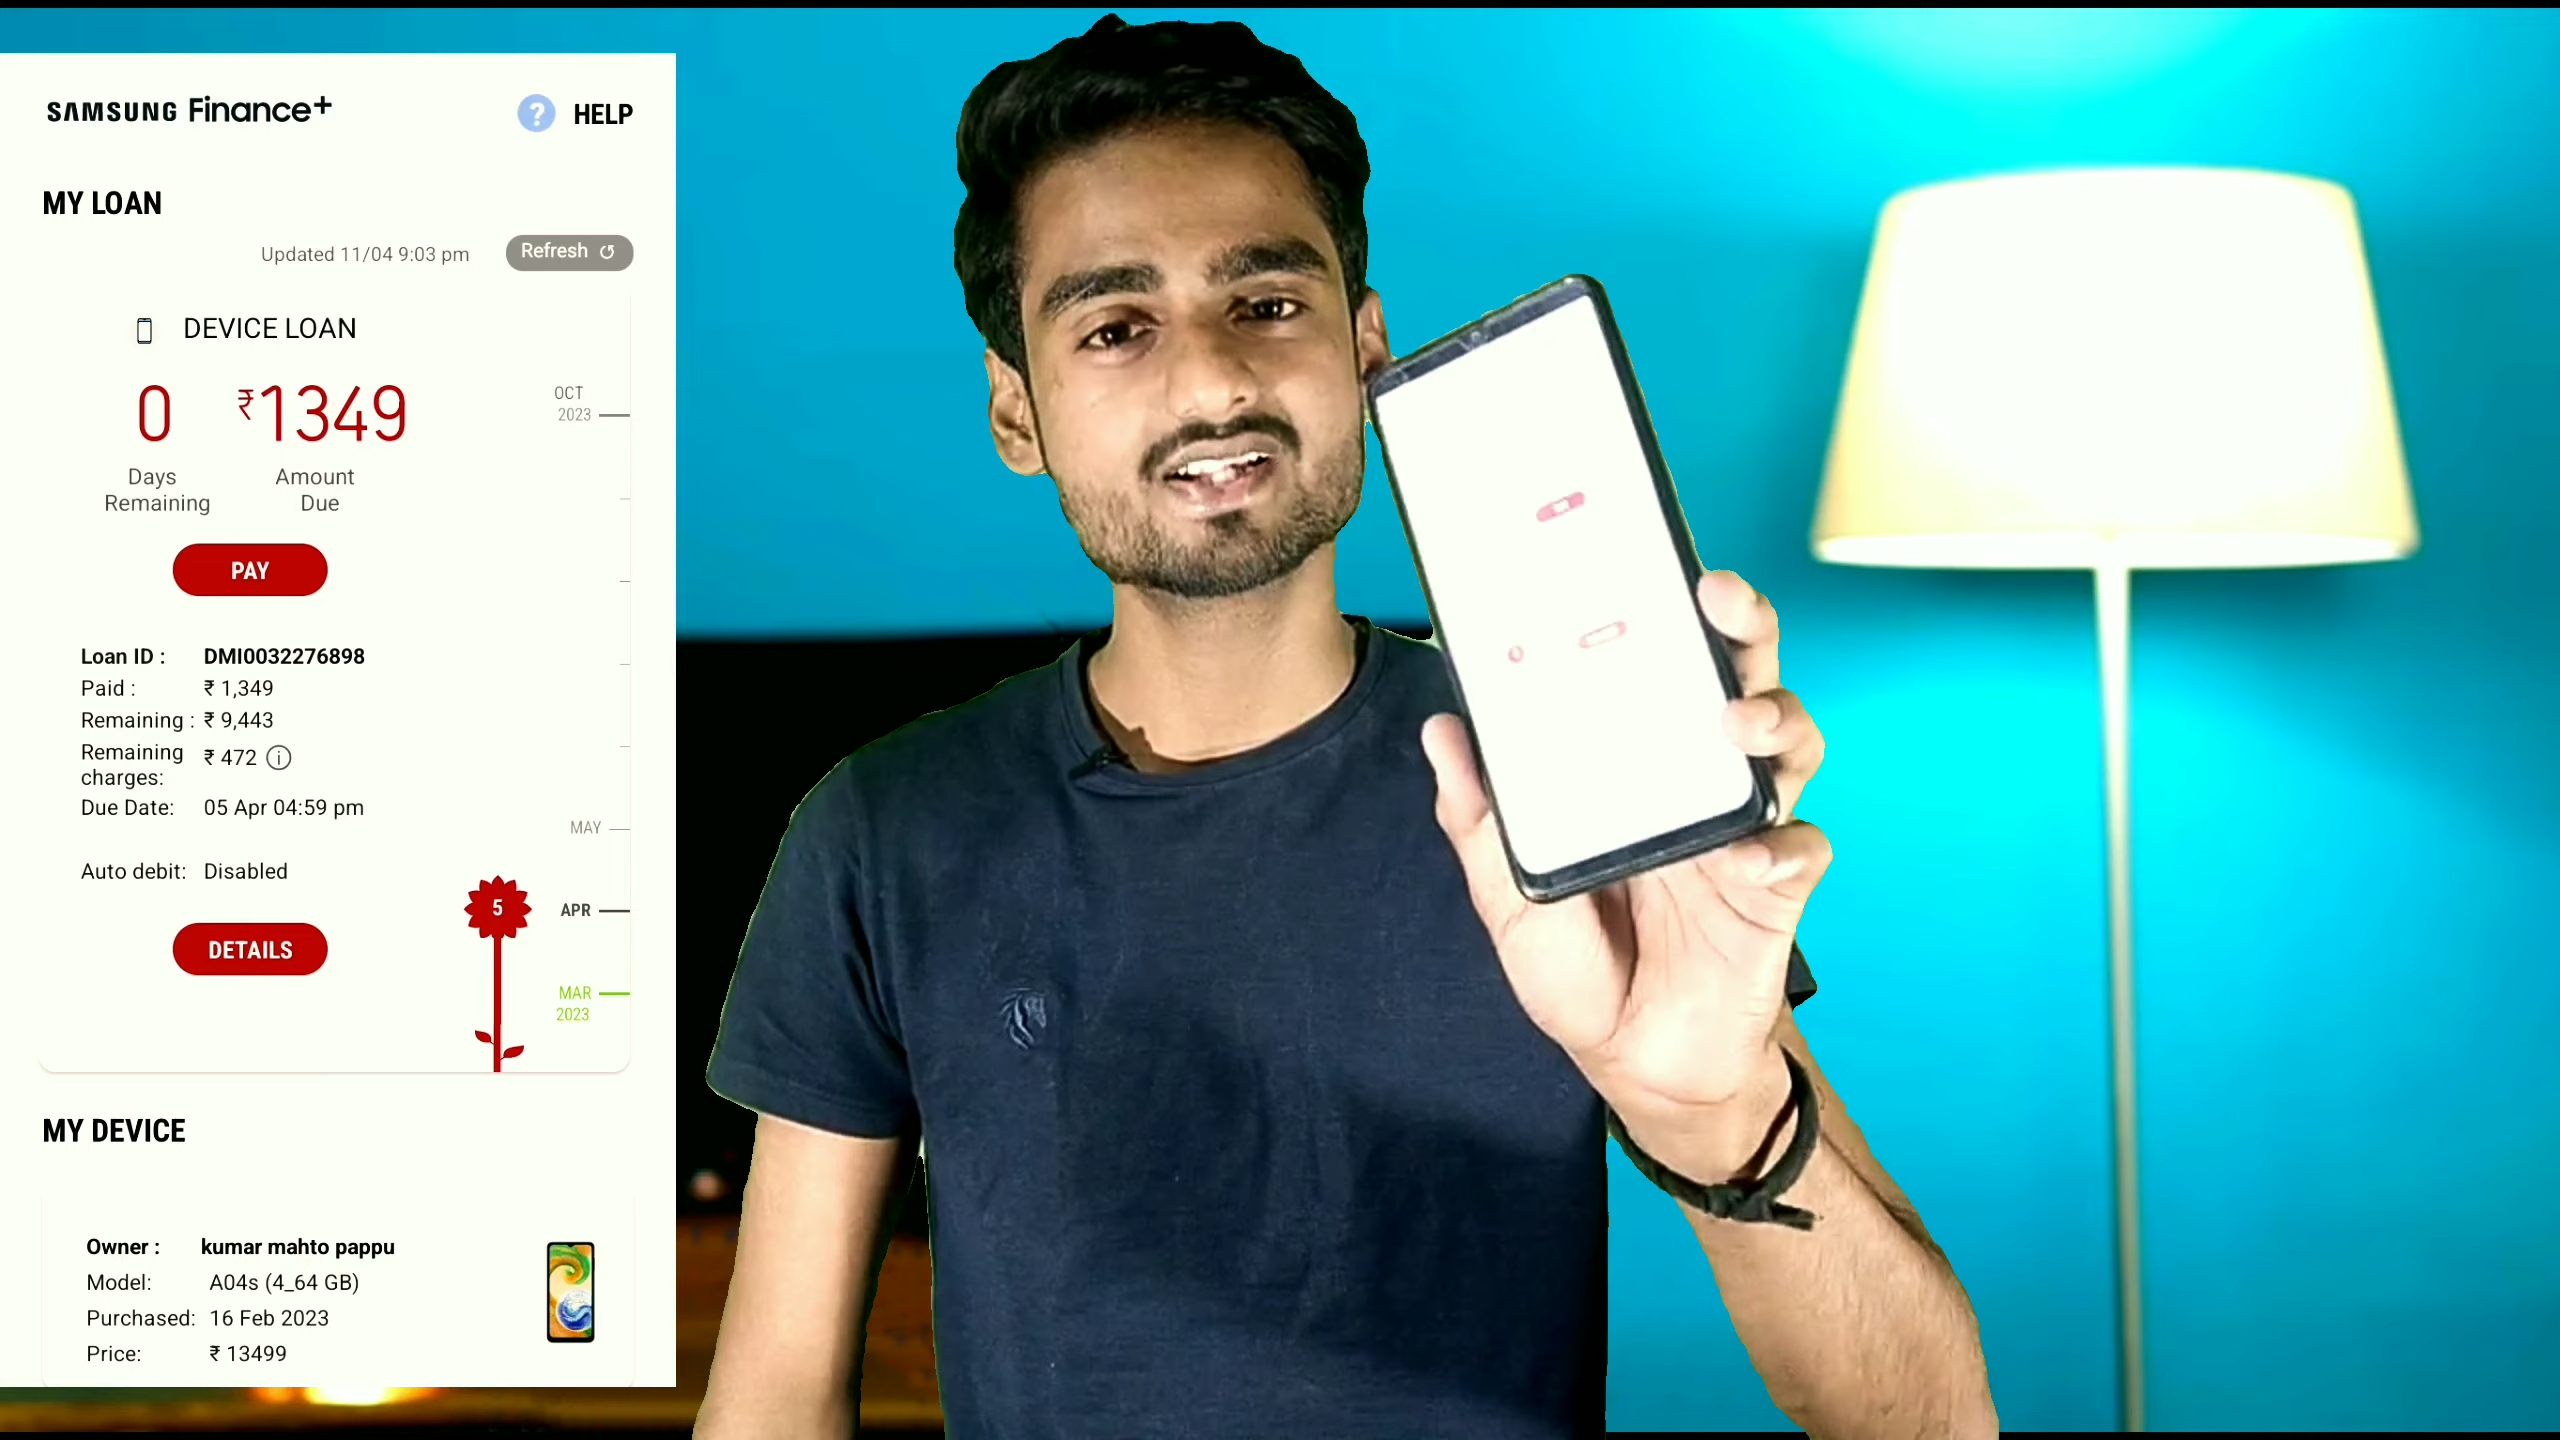 SAMSUNG Finance+
? HELP
MY LOAN
Updated 11/04 9:03 pm
Refresh
DEVICE LOAN
0 ₹1349
Days Remaining
Amount Due
PAY
Loan ID : DMI0032276898
Paid : ₹ 1,349
Remaining : ₹ 9,443
Remaining charges: ₹ 472
Due Date: 05 Apr 04:59 pm
Auto debit: Disabled
DETAILS
OCT
2023
MAY
5
APR
MAR
2023
MY DEVICE
Owner : kumar mahto pappu
Model: A04s (4_64 GB)
Purchased: 16 Feb 2023
Price: ₹ 13499